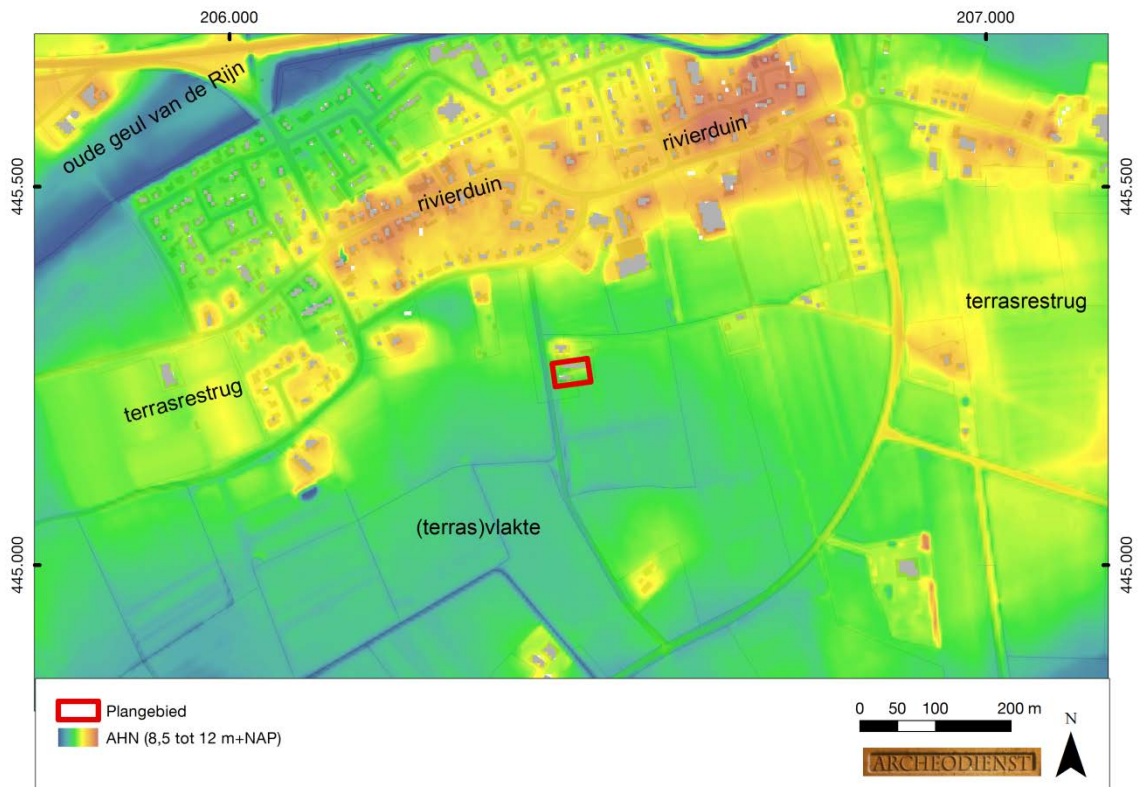 206.000 207.000
oude geul van de Rijn
rivierduin
rivierduin
445.500 445.500
terrasrestrug
terrasrestrug
(terras)vlakte
445.000 445.000
Plangebied
AHN (8,5 tot 12 m+NAP)
0 50 100 200 m
N
ARCHEODIENST